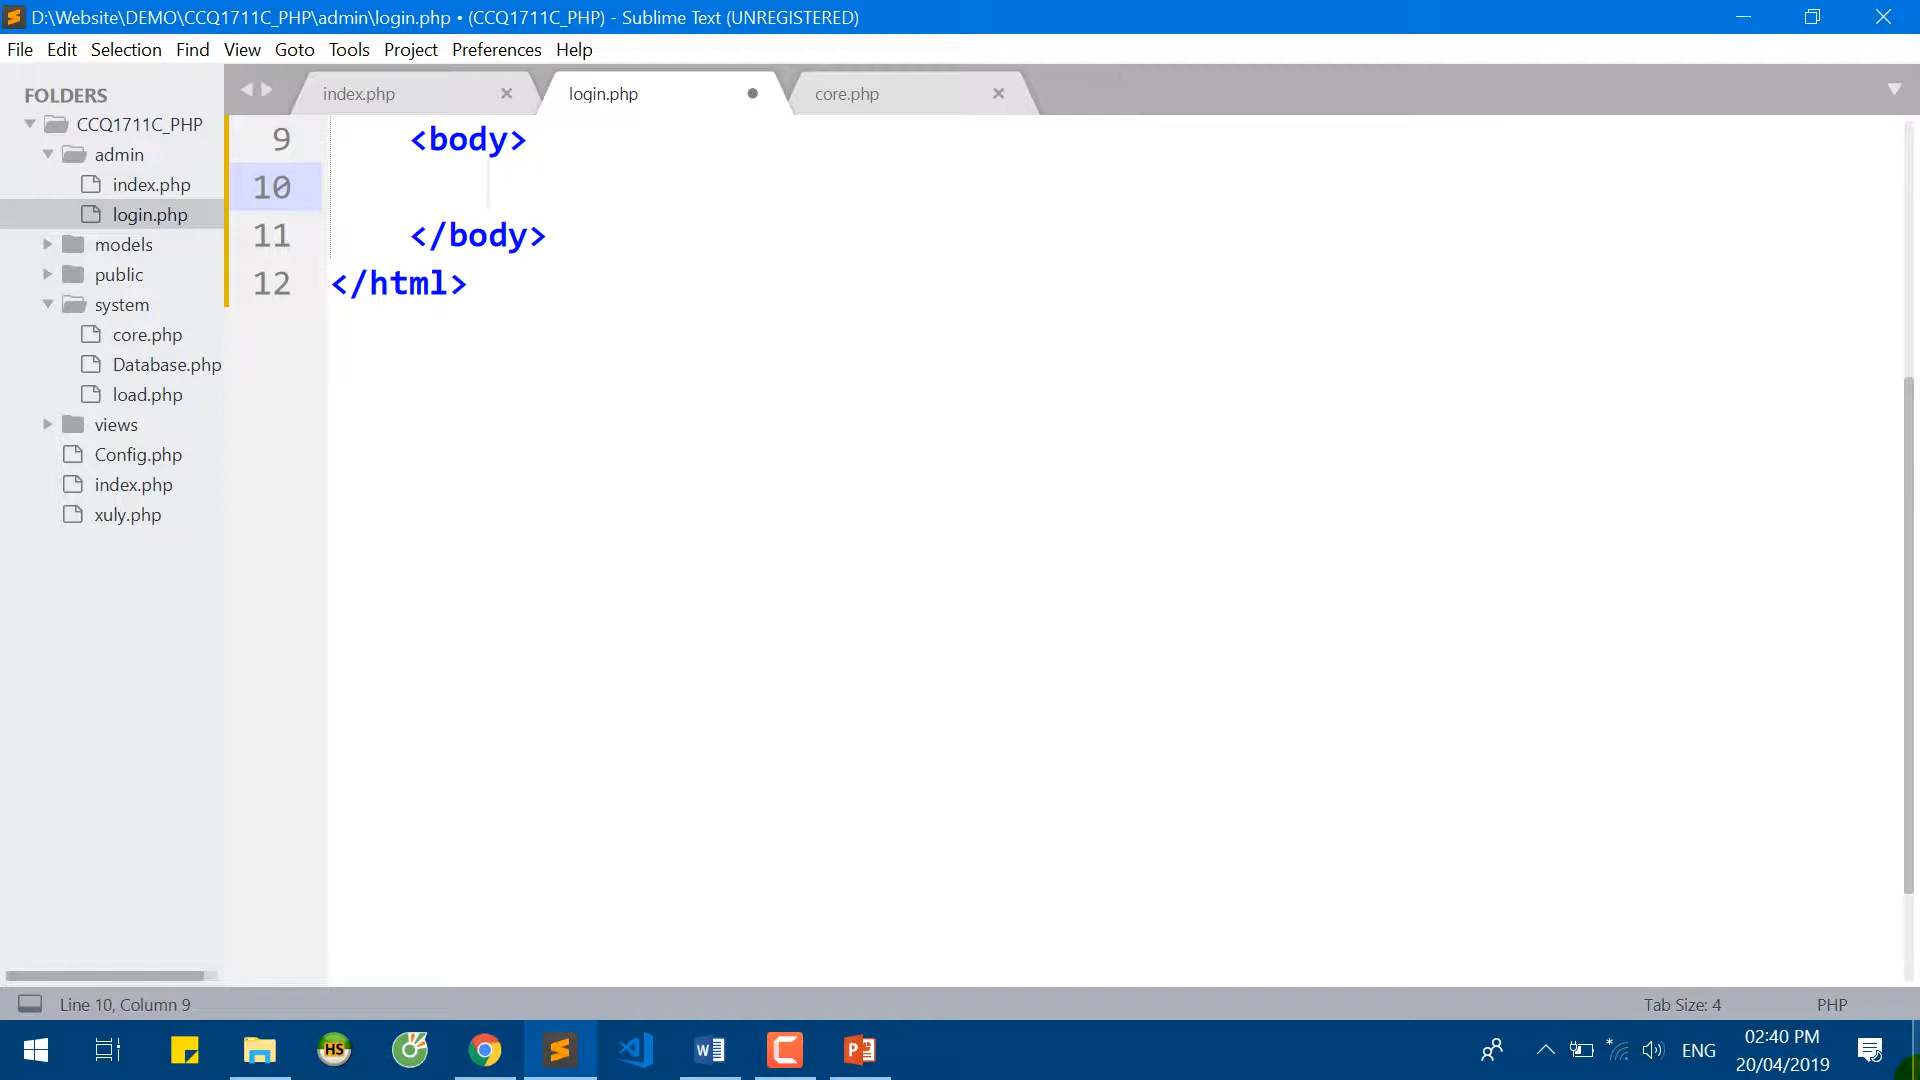 D:\Website\DEMO\CCQ1711C_PHP\admin\login.php • (CCQ1711C_PHP) - Sublime Text (UNREGISTERED)
File Edit Selection Find View Goto Tools Project Preferences Help
FOLDERS
CCQ1711C_PHP
admin
index.php
login.php
models
public
system
core.php
Database.php
load.php
views
Config.php
index.php
xuly.php
index.php login.php core.php
9 <body>
10
11 </body>
12 </html>
Line 10, Column 9 Tab Size: 4 PHP
HS
ENG
02:40 PM
20/04/2019